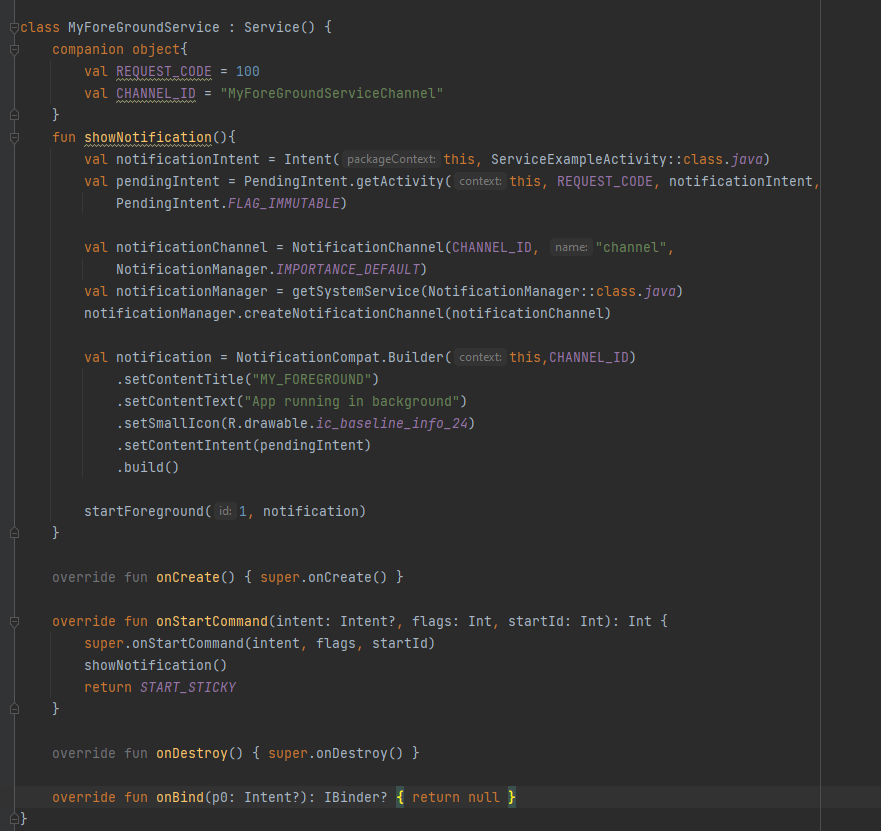 class MyForeGroundService : Service() {
    companion object{
        val REQUEST_CODE = 100
        val CHANNEL_ID = "MyForeGroundServiceChannel"
    }
    fun showNotification(){
        val notificationIntent = Intent( packageContext: this, ServiceExampleActivity::class.java)
        val pendingIntent = PendingIntent.getActivity( context: this, REQUEST_CODE, notificationIntent,
            PendingIntent.FLAG_IMMUTABLE)

        val notificationChannel = NotificationChannel(CHANNEL_ID, name: "channel",
            NotificationManager.IMPORTANCE_DEFAULT)
        val notificationManager = getSystemService(NotificationManager::class.java)
        notificationManager.createNotificationChannel(notificationChannel)

        val notification = NotificationCompat.Builder( context: this,CHANNEL_ID)
            .setContentTitle("MY_FOREGROUND")
            .setContentText("App running in background")
            .setSmallIcon(R.drawable.ic_baseline_info_24)
            .setContentIntent(pendingIntent)
            .build()

        startForeground( id: 1, notification)
    }

    override fun onCreate() { super.onCreate() }

    override fun onStartCommand(intent: Intent?, flags: Int, startId: Int): Int {
        super.onStartCommand(intent, flags, startId)
        showNotification()
        return START_STICKY
    }

    override fun onDestroy() { super.onDestroy() }

    override fun onBind(p0: Intent?): IBinder? { return null }
}